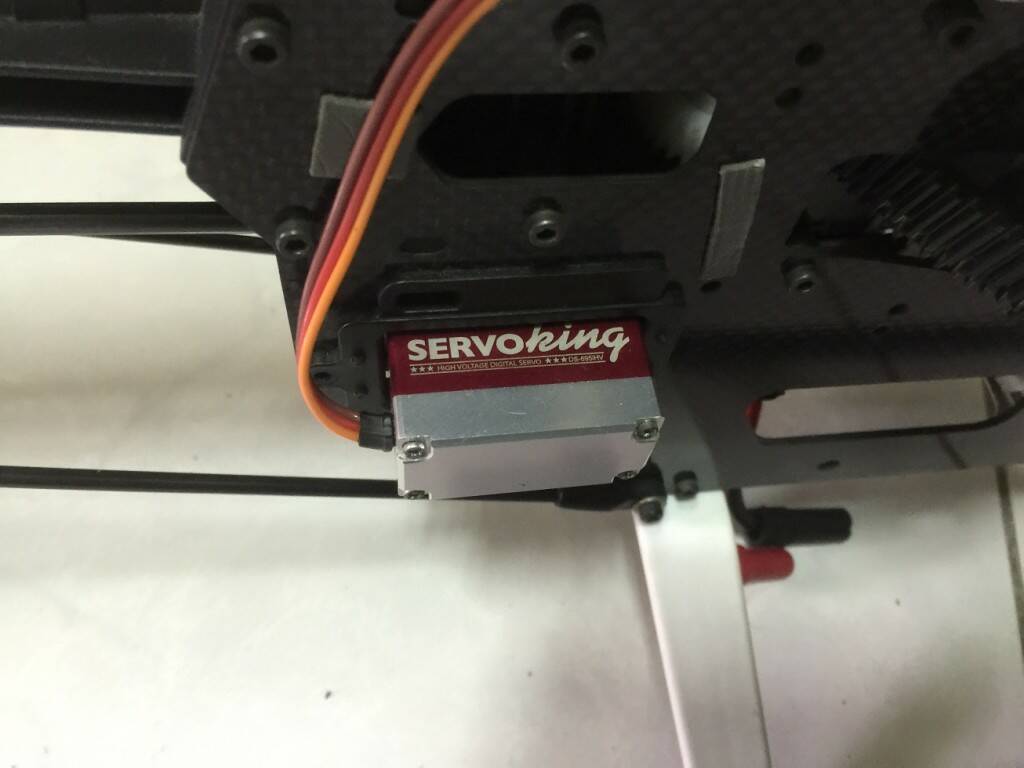 SERVOking
★★★ HIGH VOLTAGE DIGITAL SERVO ★★★DS-695HV